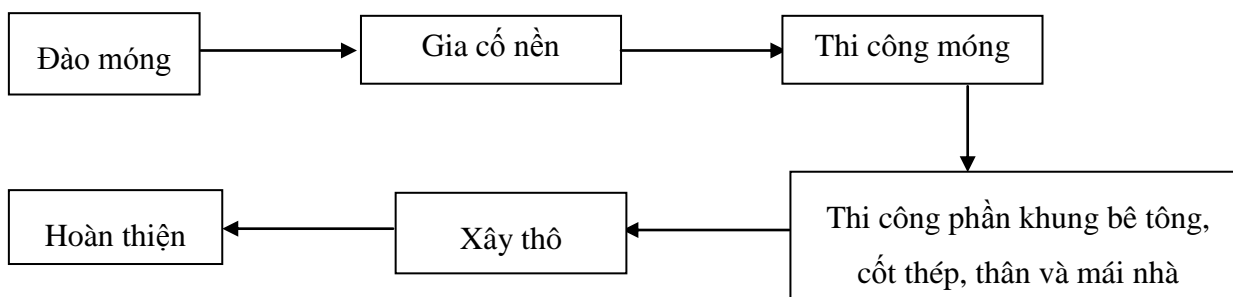 Đào móng
Gia cố nền
Thi công móng
Thi công phần khung bê tông,
cốt thép, thân và mái nhà
Xây thô
Hoàn thiện